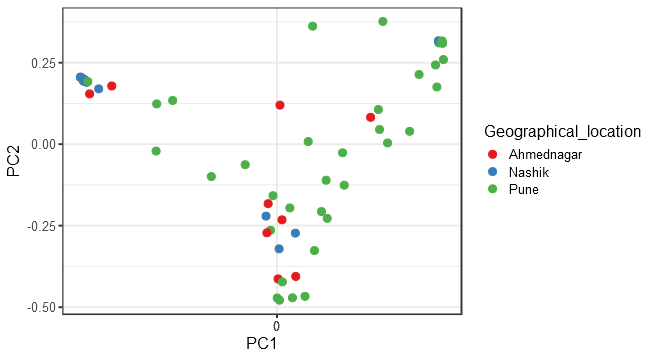 PC2
0.25
0.00
-0.25
-0.50
0
PC1
Geographical_location
Ahmednagar
Nashik
Pune